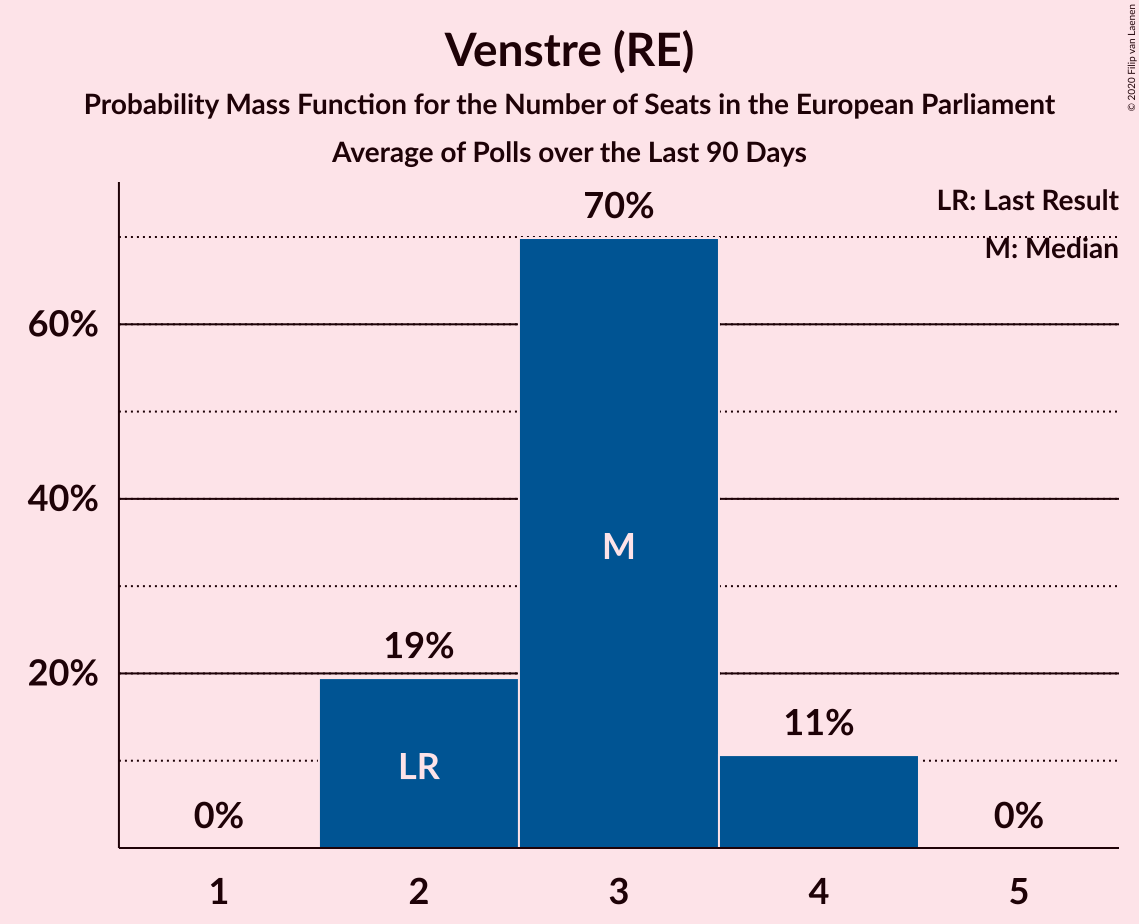 Venstre (RE)
Probability Mass Function for the Number of Seats in the European Parliament
Average of Polls over the Last 90 Days
© 2020 Filip van Laenen
LR: Last Result
M: Median
70%
60%
40%
M
19%
20%
11%
LR
0%
0%
1 2 3 4 5